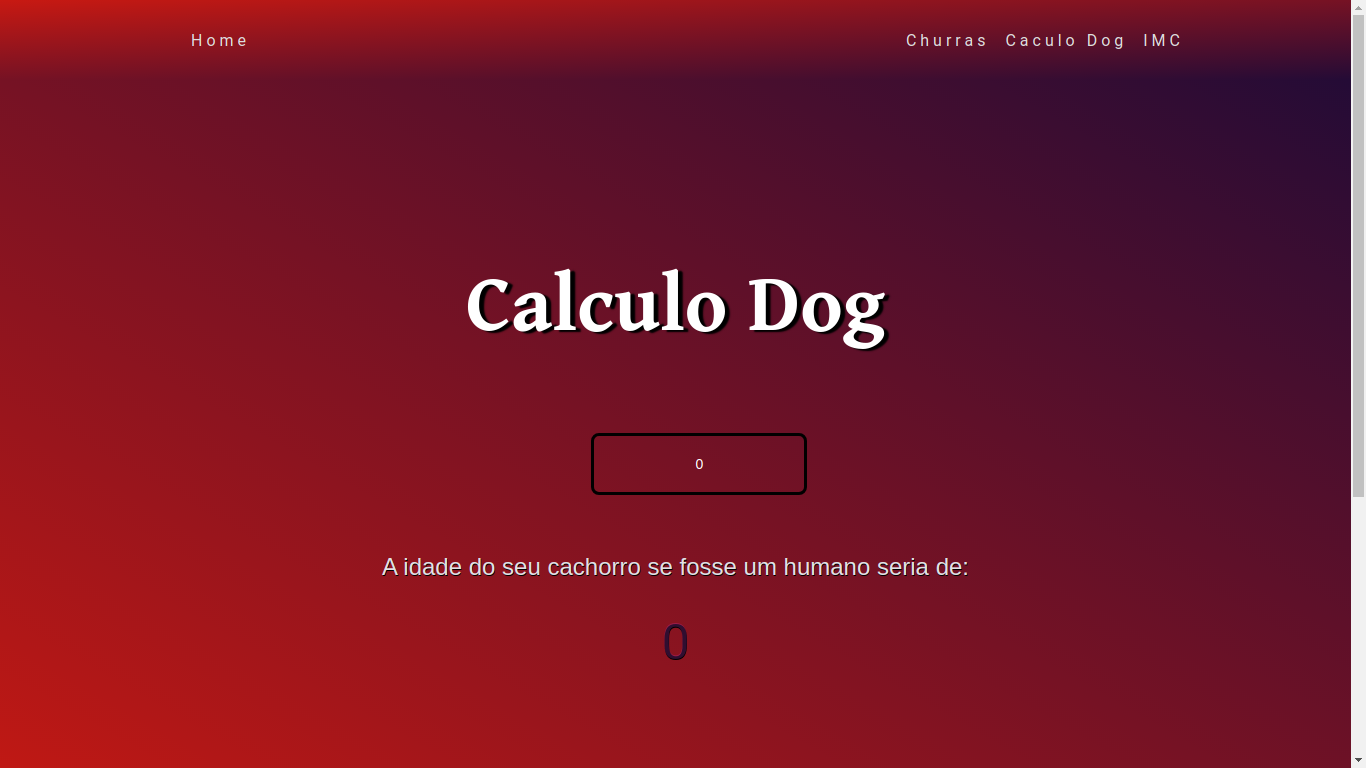 Home Churras Caculo Dog IMC
Calculo Dog
0
A idade do seu cachorro se fosse um humano seria de:
0